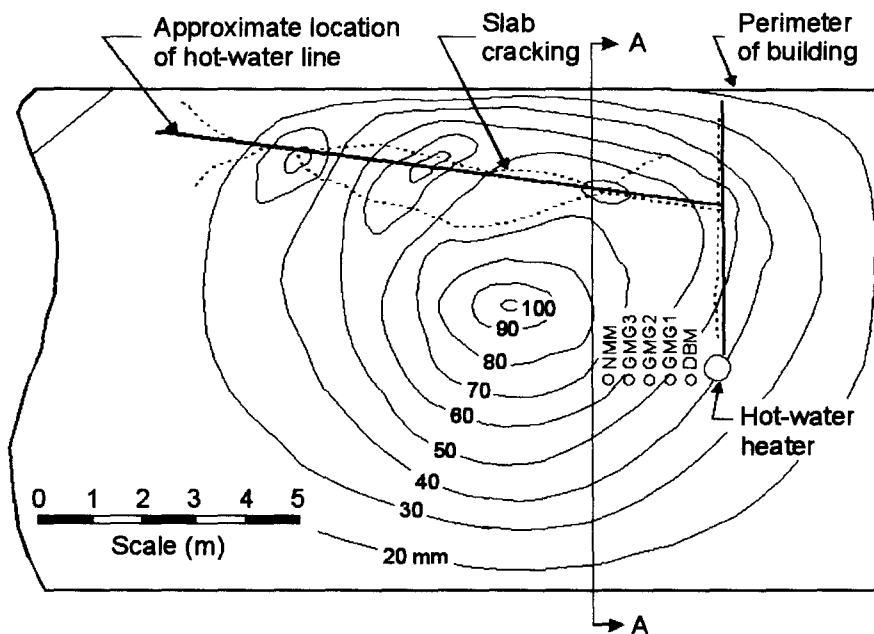 Approximate location
of hot-water line
Slab
cracking
A
Perimeter
of building
100
90
80
70
60
50
40
30
20 mm
NMM
GMG3
GMG2
GMG1
DBM
Hot-water
heater
0 1 2 3 4 5
Scale (m)
A